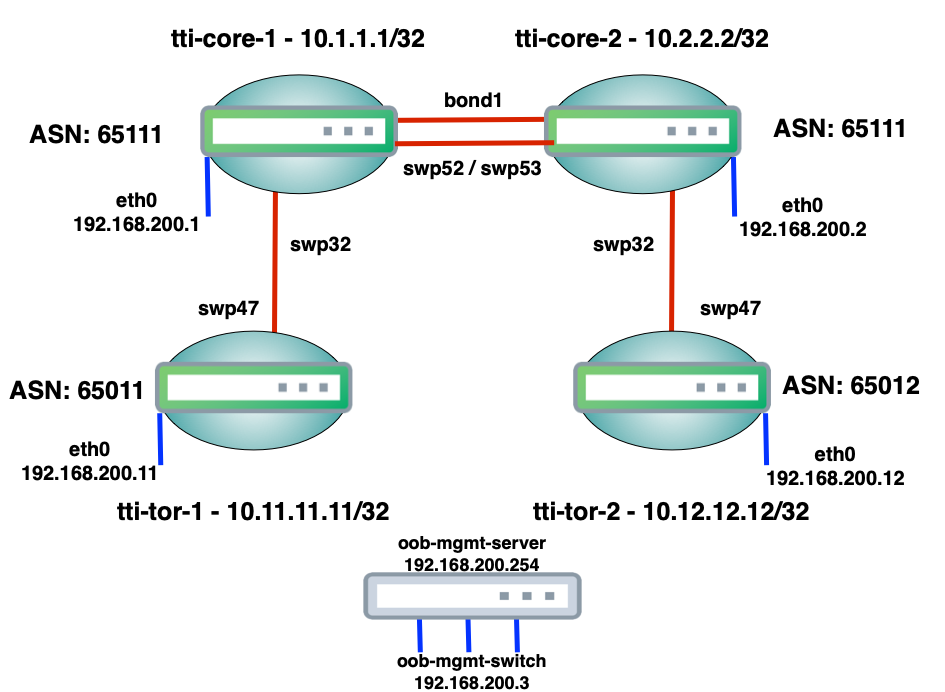 tti-core-1 - 10.1.1.1/32
tti-core-2 - 10.2.2.2/32
bond1
ASN: 65111
ASN: 65111
swp52 / swp53
eth0
192.168.200.1
eth0
192.168.200.2
swp32
swp32
swp47
swp47
ASN: 65011
ASN: 65012
eth0
192.168.200.11
eth0
192.168.200.12
tti-tor-1 - 10.11.11.11/32
tti-tor-2 - 10.12.12.12/32
oob-mgmt-server
192.168.200.254
oob-mgmt-switch
192.168.200.3